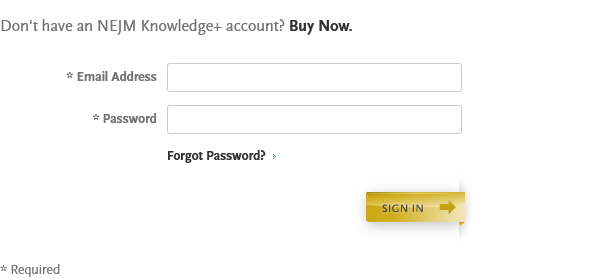 Don't have an NEJM Knowledge+ account? Buy Now.
* Email Address
* Password
Forgot Password? ›
SIGN IN
* Required